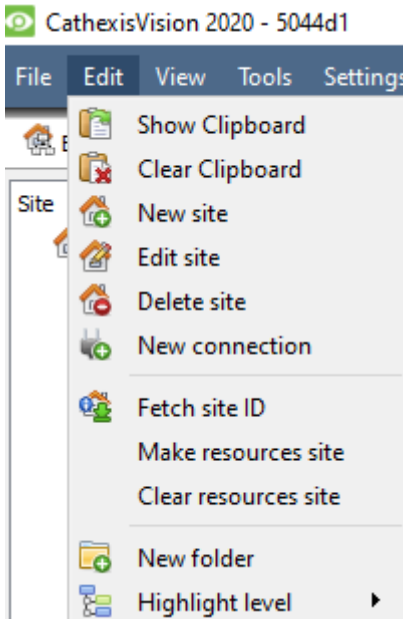 CathexisVision 2020 - 5044d1
File Edit View Tools Settings
Show Clipboard
Clear Clipboard
Site
New site
Edit site
Delete site
New connection
Fetch site ID
Make resources site
Clear resources site
New folder
Highlight level